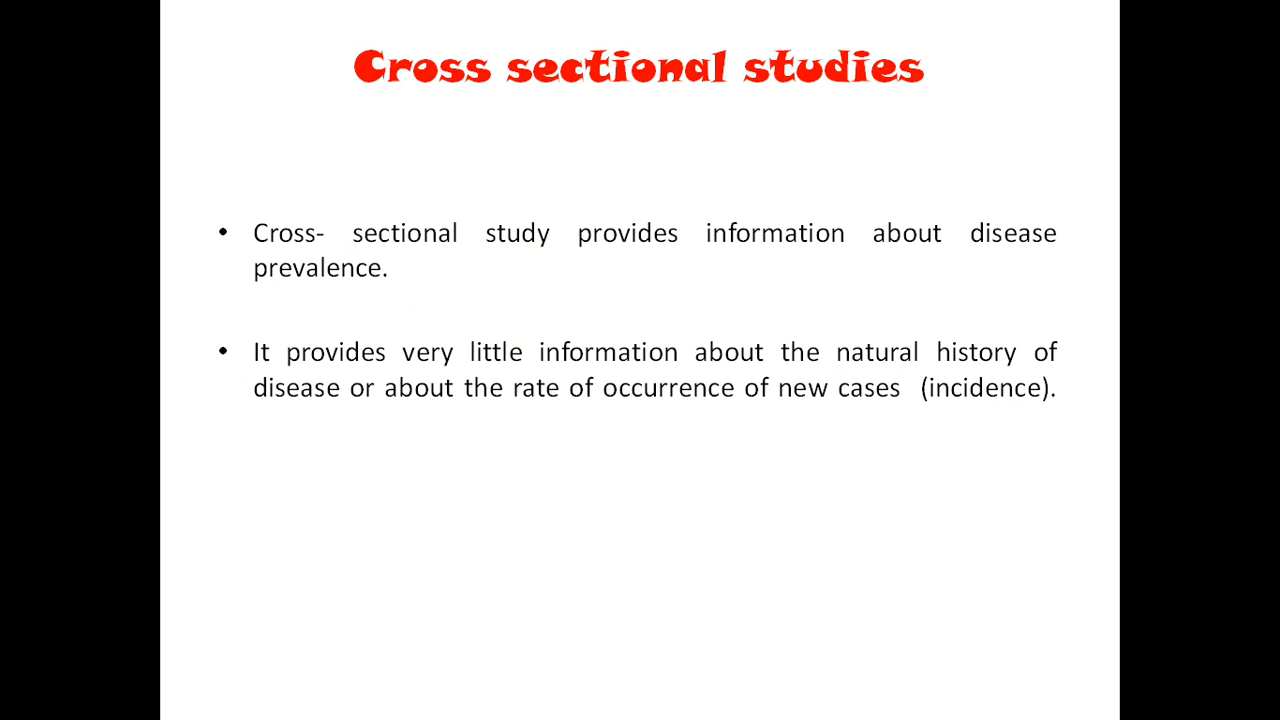 Cross sectional studies
• Cross- sectional study provides information about disease
prevalence.
• It provides very little information about the natural history of
disease or about the rate of occurrence of new cases (incidence).